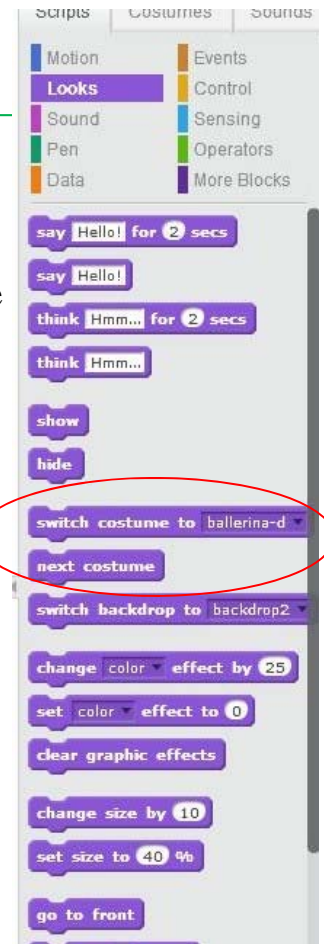 Scripts Costumes Sounds
Motion Events
Looks Control
Sound Sensing
Pen Operators
Data More Blocks
say Hello! for 2 secs
say Hello!
think Hmm... for 2 secs
think Hmm...
show
hide
switch costume to ballerina-d
next costume
switch backdrop to backdrop2
change color effect by 25
set color effect to 0
clear graphic effects
change size by 10
set size to 40 %
go to front